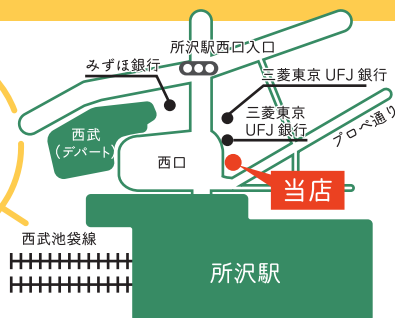 所沢駅西口入口
みずほ銀行
三菱東京 UFJ 銀行
三菱東京
UFJ 銀行
プロペ通り
西武
(デパート)
西口
当店
西武池袋線
所沢駅